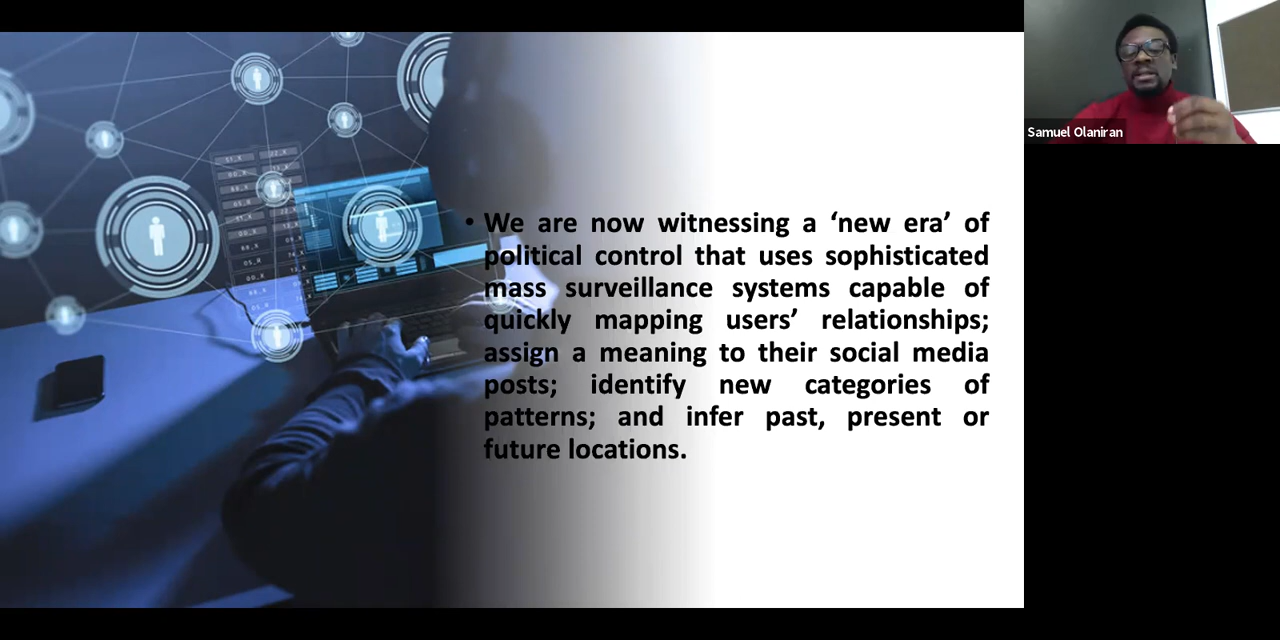 • We are now witnessing a ‘new era’ of
political control that uses sophisticated
mass surveillance systems capable of
quickly mapping users’ relationships;
assign a meaning to their social media
posts; identify new categories of
patterns; and infer past, present or
future locations.
Samuel Olaniran